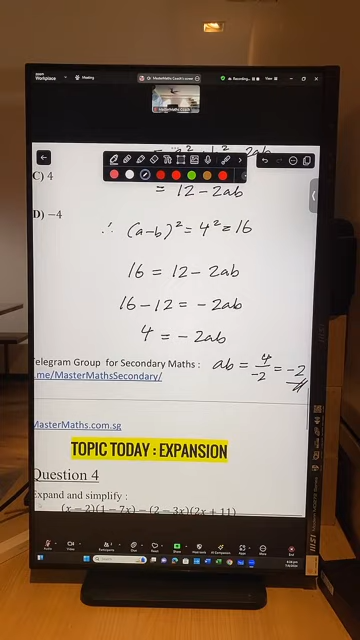 Workplace
Meeting
C) 4
= 12 - 2ab
D) -4
∴ (a-b)² = 4² = 16
16 = 12 - 2ab
16 - 12 = - 2ab
4 = - 2ab
Telegram Group for Secondary Maths : ab = 4/-2 = -2
.me/MasterMathsSecondary/
MasterMaths.com.sg
TOPIC TODAY : EXPANSION
Question 4
Expand and simplify :
(x - 2)(1 - 7x) - (2 - 3x)(2x + 11)